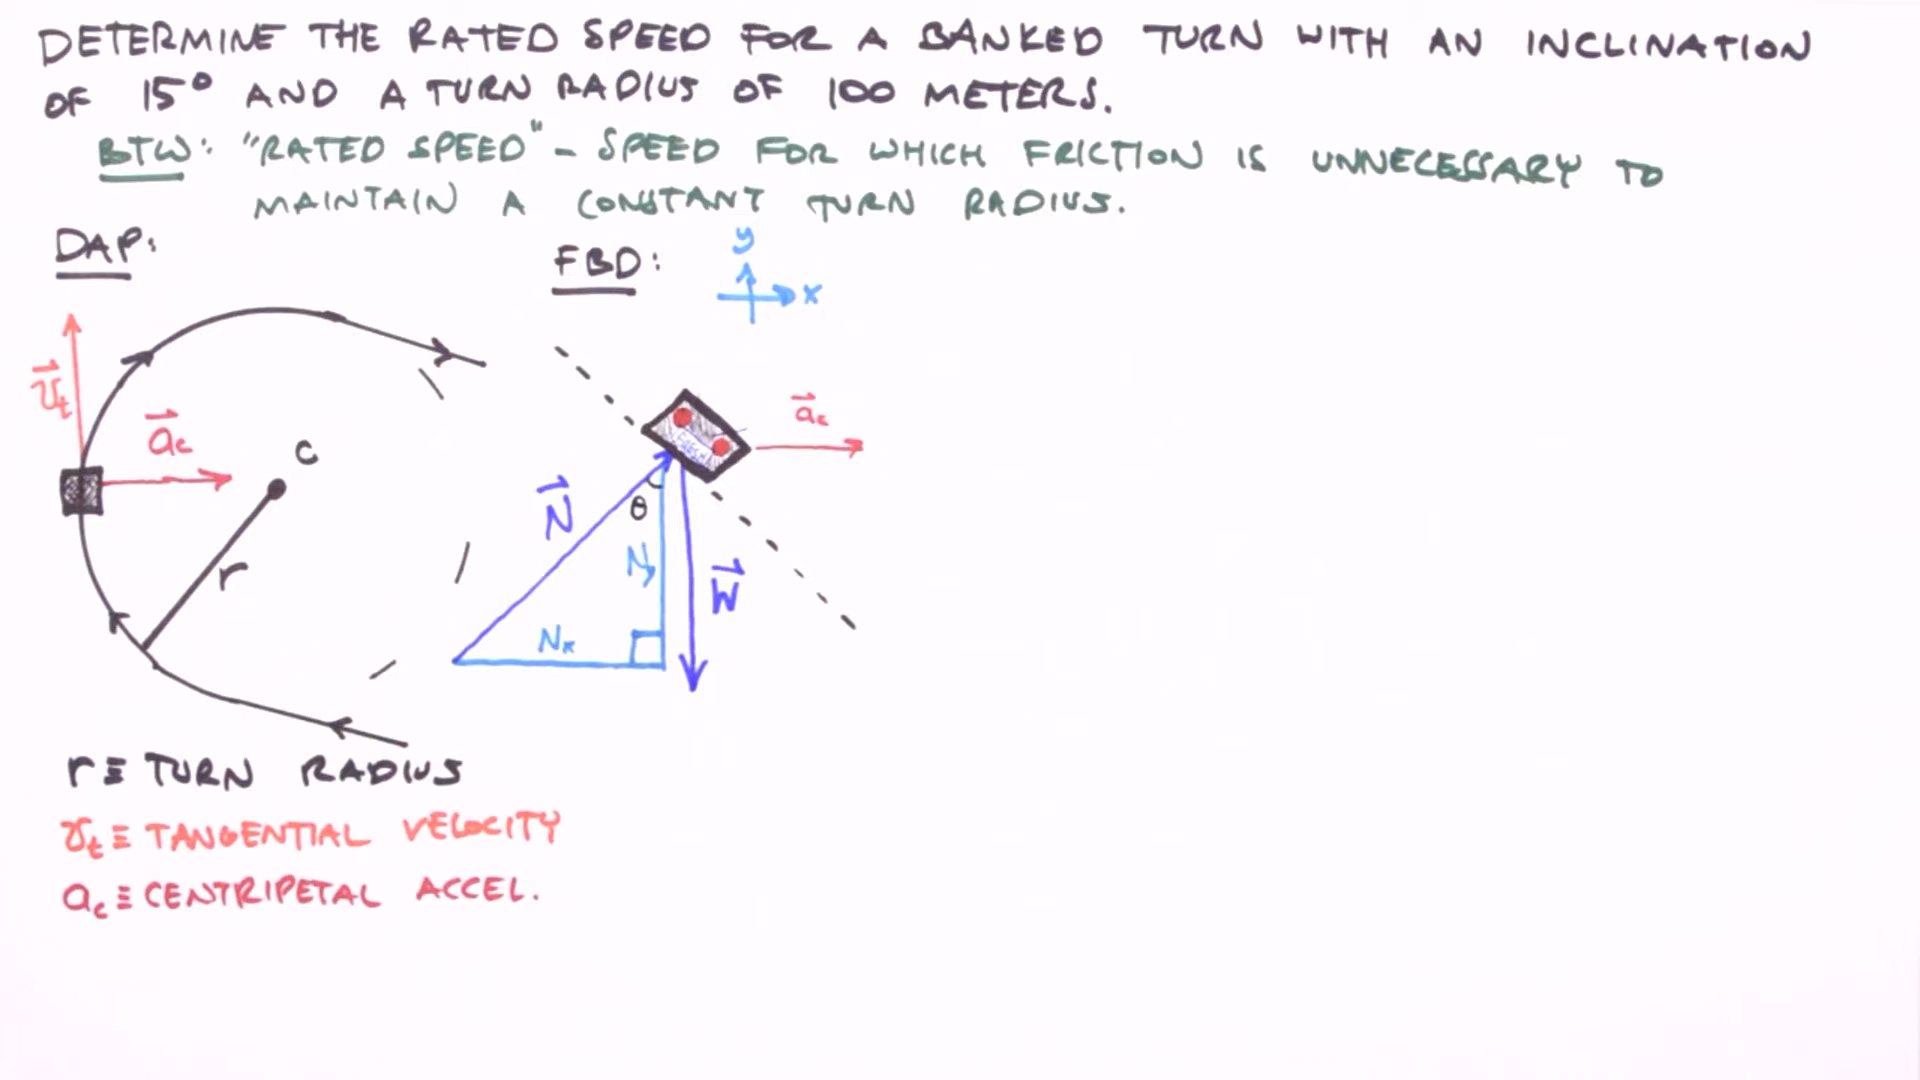 DETERMINE THE RATED SPEED FOR A BANKED TURN WITH AN INCLINATION
OF 15° AND A TURN RADIUS OF 100 METERS.
BTW: "RATED SPEED" - SPEED FOR WHICH FRICTION IS UNNECESSARY TO
MAINTAIN A CONSTANT TURN RADIUS.
DAP:
FBD:
y
x
v⃗t
a⃗c
C
r
a⃗c
N⃗
θ
Ny
W⃗
Nx
r ≡ TURN RADIUS
vt ≡ TANGENTIAL VELOCITY
ac ≡ CENTRIPETAL ACCEL.